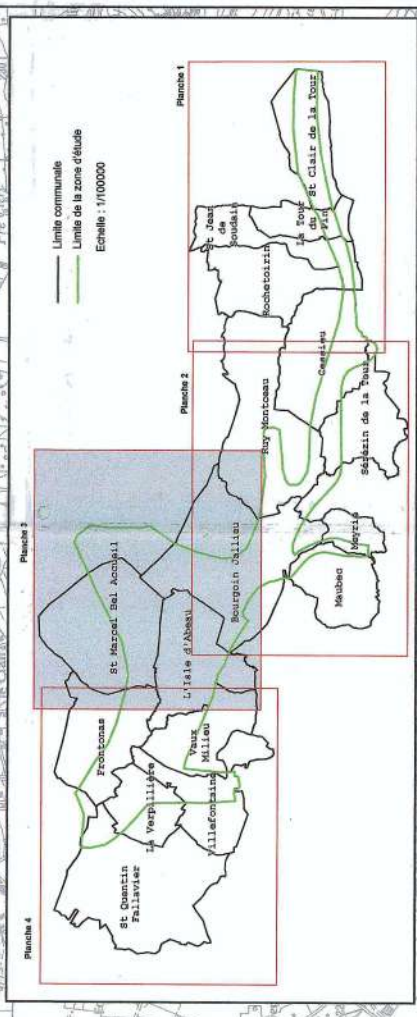 Limite communale
Limite de la zone d'étude
Echelle : 1/100000
Planche 1
Planche 2
Planche 3
Planche 4
St Clair de la Tour
La Tour
du
Pin
St Jean
de
Soudain
Rochetoirin
Cessieu
Ruy Montceau
Sérézin de la Tour
Meyrié
Maubec
Bourgoin Jallieu
L'Isle d'Abeau
St Marcel Bel Accueil
Frontonas
Vaux
Milieu
Villefontaine
La Verpillière
St Quentin
Fallavier